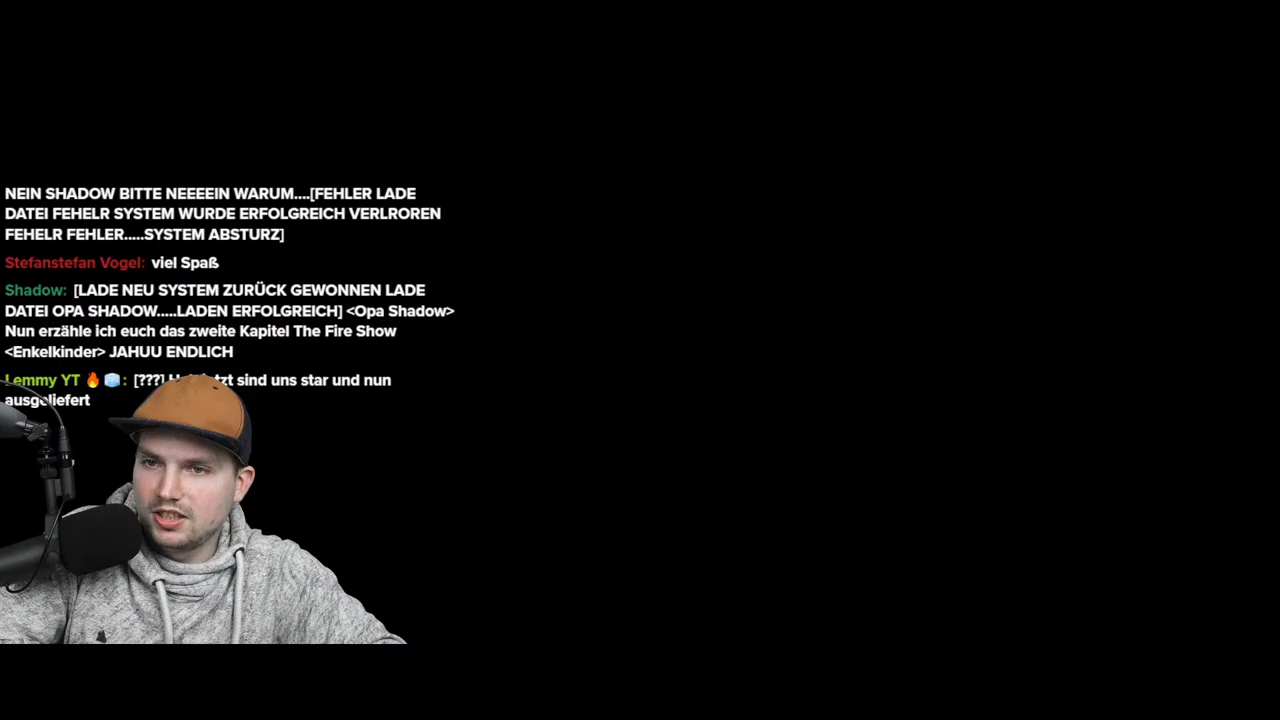 NEIN SHADOW BITTE NEEEEIN WARUM....[FEHLER LADE
DATEI FEHELR SYSTEM WURDE ERFOLGREICH VERLROREN
FEHELR FEHLER.....SYSTEM ABSTURZ]
Stefanstefan Vogel: viel Spaß
Shadow: [LADE NEU SYSTEM ZURÜCK GEWONNEN LADE
DATEI OPA SHADOW.....LADEN ERFOLGREICH] <Opa Shadow>
Nun erzähle ich euch das zweite Kapitel The Fire Show
<Enkelkinder> JAHUU ENDLICH
Lemmy YT 🔥🧊: [???] sind uns star und nun
ausgeliefert